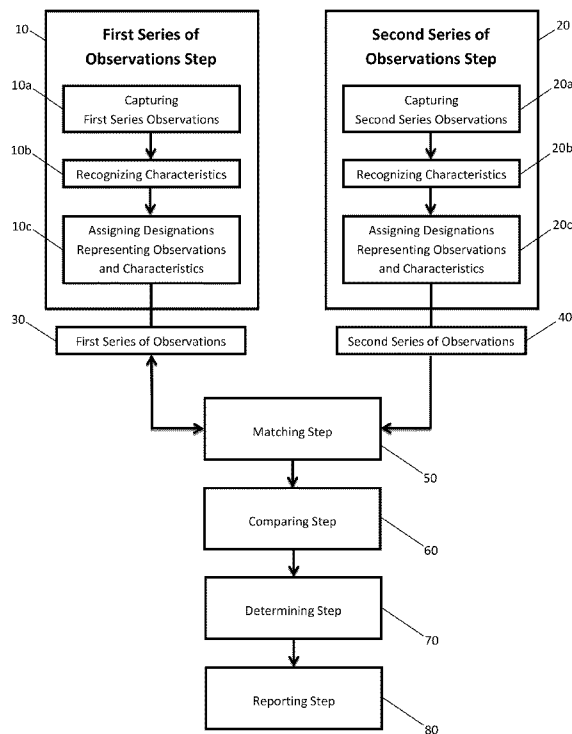 10
First Series of
Observations Step
10a
Capturing
First Series Observations
10b
Recognizing Characteristics
10c
Assigning Designations
Representing Observations
and Characteristics
30
First Series of Observations
20
Second Series of
Observations Step
20a
Capturing
Second Series Observations
20b
Recognizing Characteristics
20c
Assigning Designations
Representing Observations
and Characteristics
40
Second Series of Observations
Matching Step
50
Comparing Step
60
Determining Step
70
Reporting Step
80